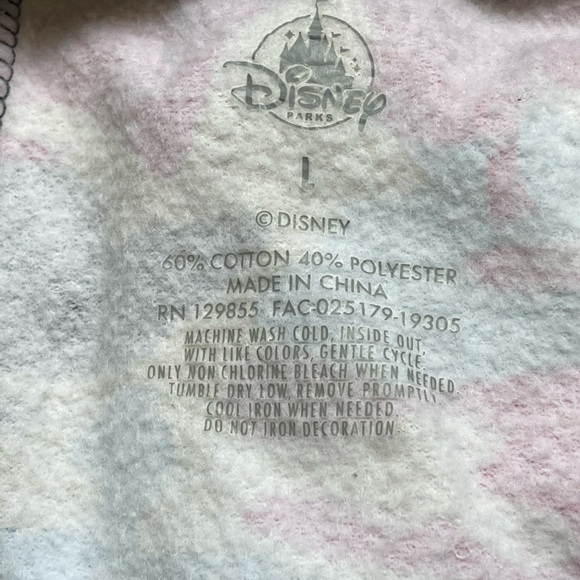 DISNEY
PARKS
L
© DISNEY
60% COTTON 40% POLYESTER
MADE IN CHINA
RN 129855 FAC-025179-19305
MACHINE WASH COLD, INSIDE OUT,
WITH LIKE COLORS, GENTLE CYCLE.
ONLY NON CHLORINE BLEACH WHEN NEEDED.
TUMBLE DRY LOW, REMOVE PROMPTLY.
COOL IRON WHEN NEEDED.
DO NOT IRON DECORATION.